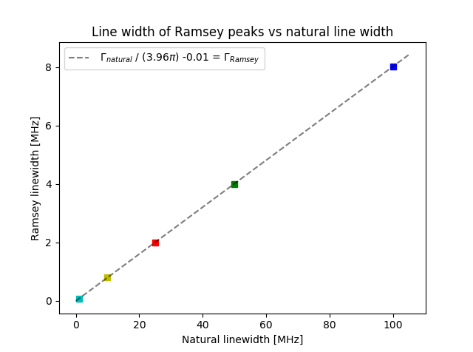 Line width of Ramsey peaks vs natural line width
Γnatural / (3.96π) -0.01 = ΓRamsey
8
6
4
2
0
Ramsey linewidth [MHz]
0 20 40 60 80 100
Natural linewidth [MHz]